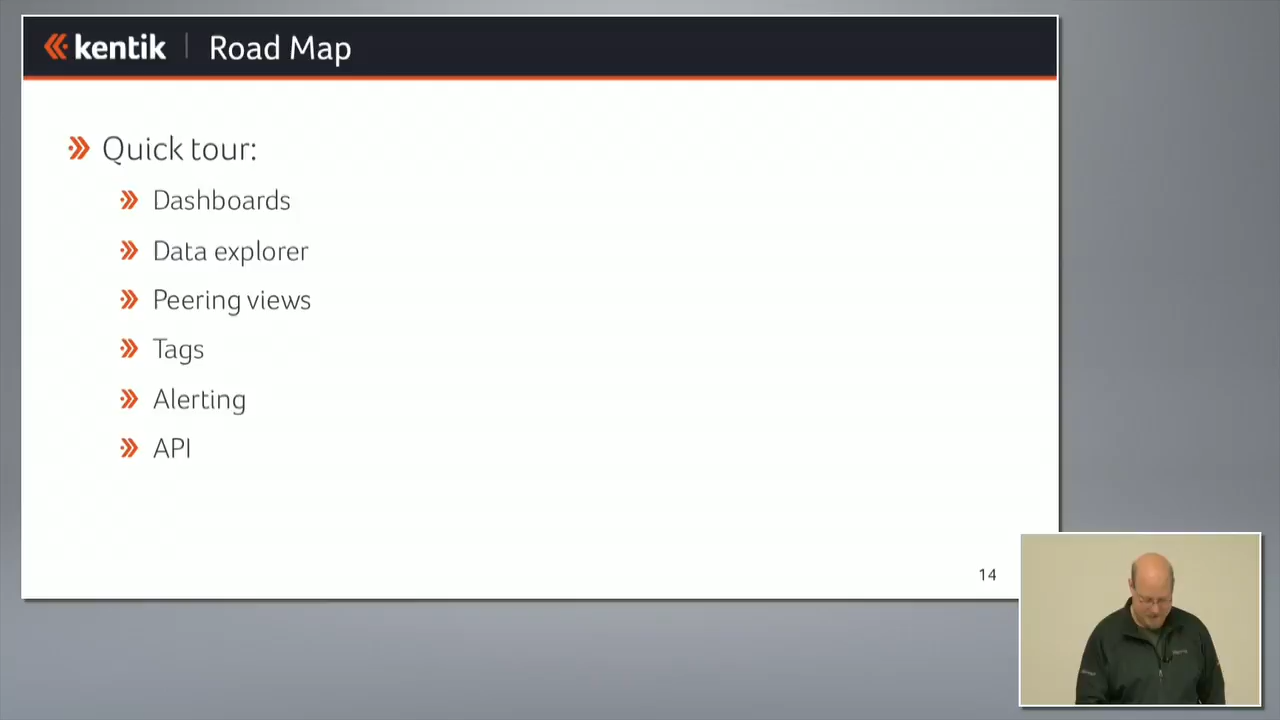 kentik | Road Map
Quick tour:
Dashboards
Data explorer
Peering views
Tags
Alerting
API
14